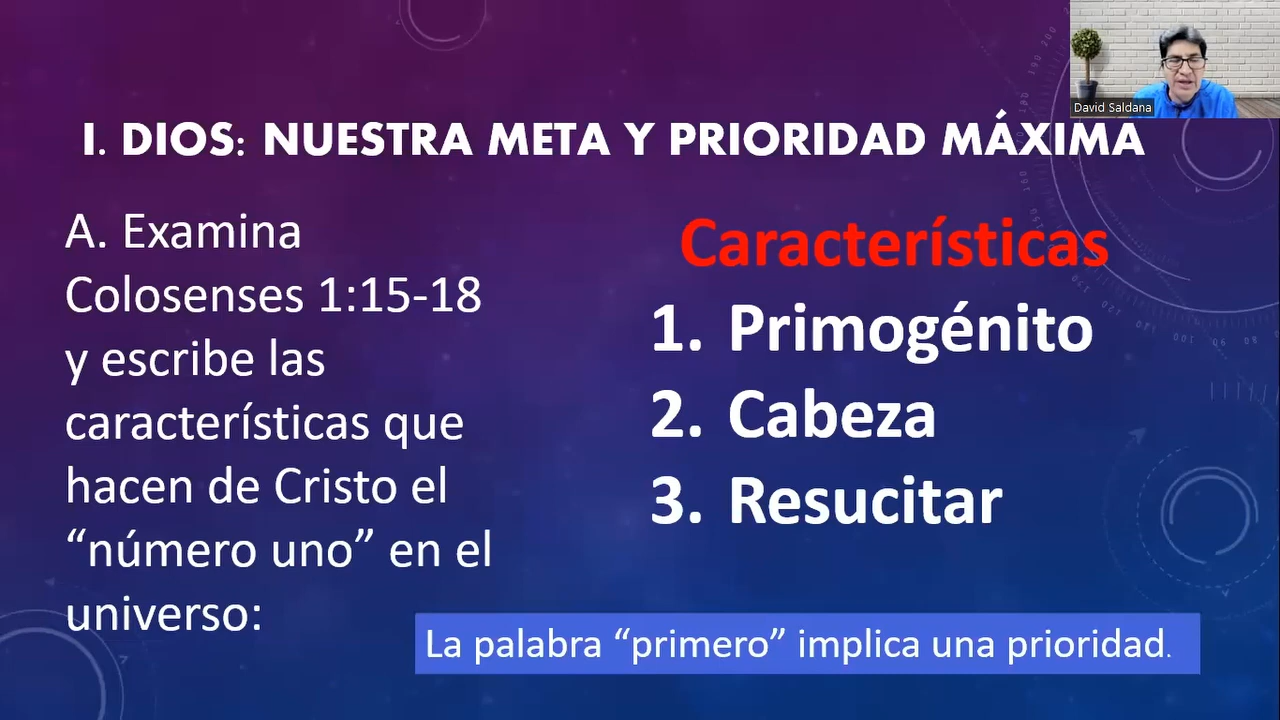 David Saldana
I. DIOS: NUESTRA META Y PRIORIDAD MÁXIMA
A. Examina
Colosenses 1:15-18
y escribe las
características que
hacen de Cristo el
“número uno” en el
universo:
Características
1. Primogénito
2. Cabeza
3. Resucitar
La palabra “primero” implica una prioridad.